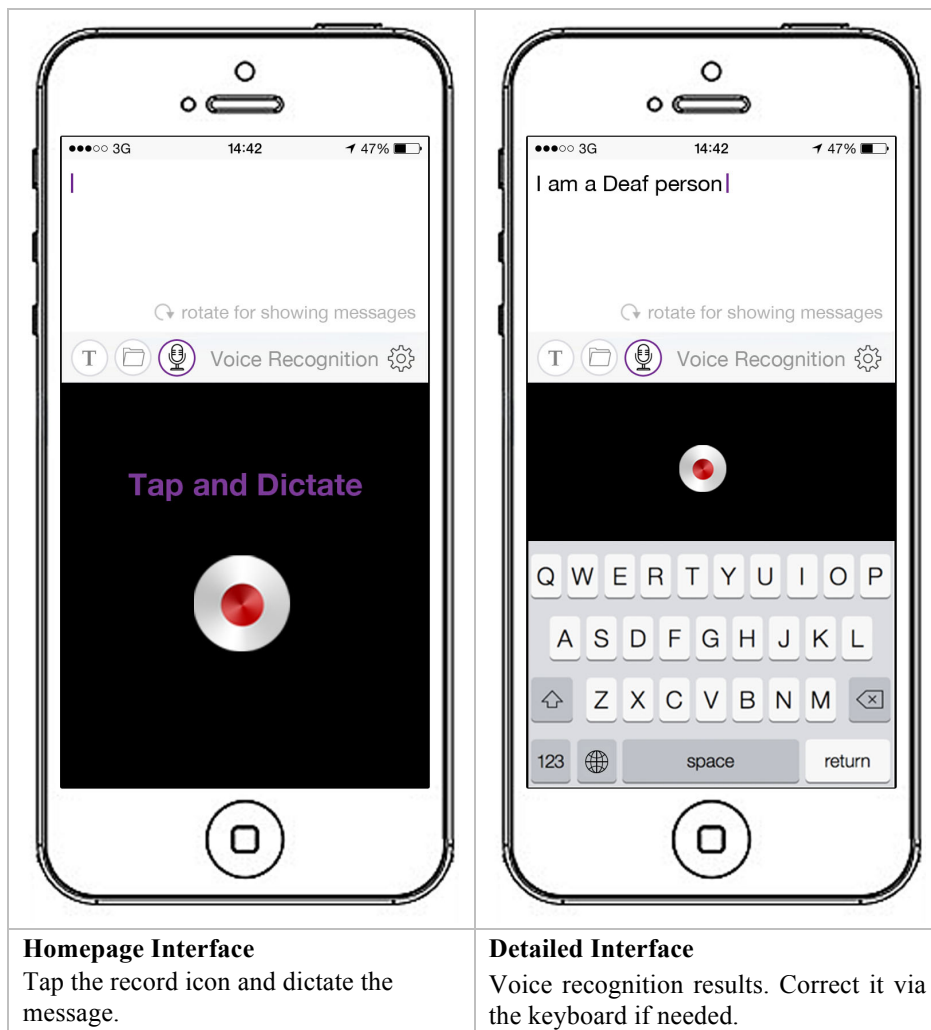 ●●●○○ 3G 14:42 47%
rotate for showing messages
T Voice Recognition
Tap and Dictate
Homepage Interface
Tap the record icon and dictate the
message.
●●●○○ 3G 14:42 47%
I am a Deaf person
rotate for showing messages
T Voice Recognition
Q W E R T Y U I O P
A S D F G H J K L
Z X C V B N M
123 space return
Detailed Interface
Voice recognition results. Correct it via
the keyboard if needed.